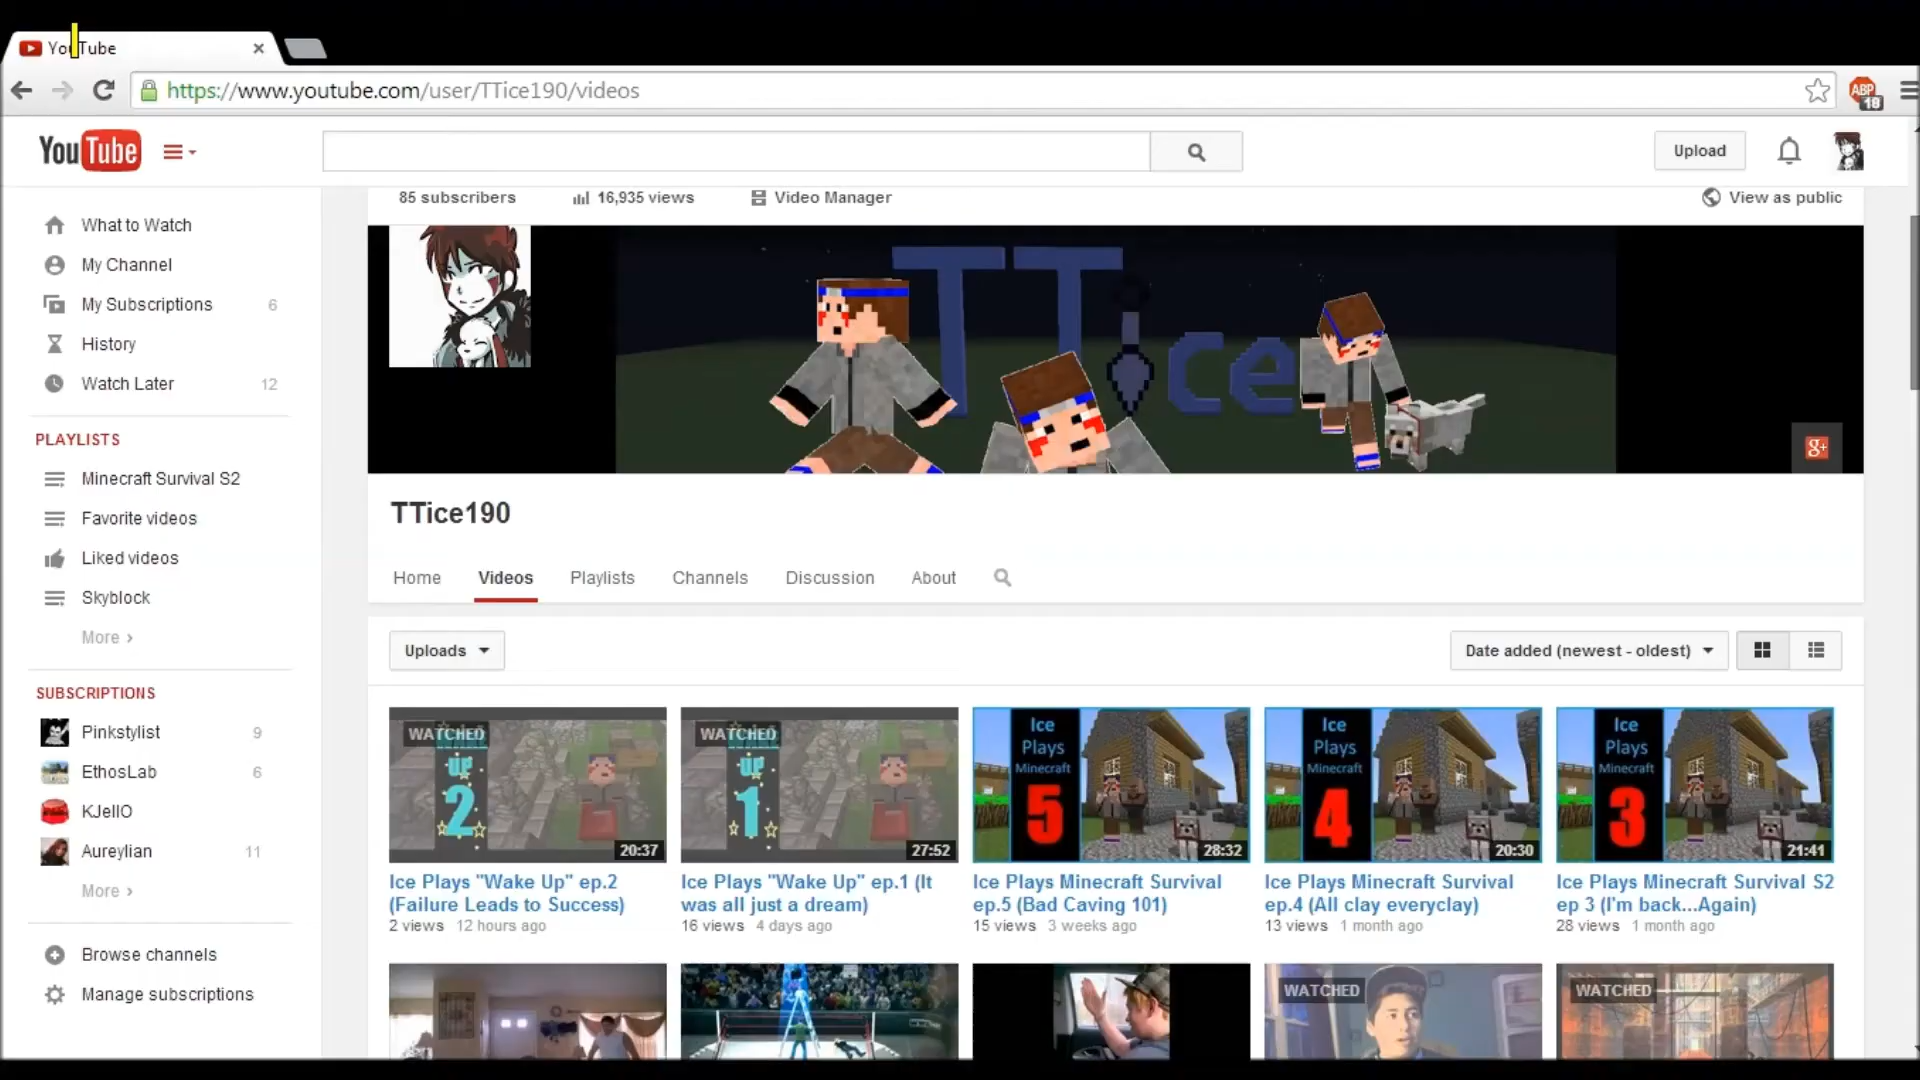 YouTube
https://www.youtube.com/user/TTice190/videos
ABP
18
YouTube
Upload
85 subscribers
16,935 views
Video Manager
View as public
What to Watch
My Channel
My Subscriptions 6
History
Watch Later 12
PLAYLISTS
Minecraft Survival S2
Favorite videos
Liked videos
Skyblock
More ›
SUBSCRIPTIONS
Pinkstylist 9
EthosLab 6
KJellO
Aureylian 11
More ›
Browse channels
Manage subscriptions
TTice
g+
TTice190
Home Videos Playlists Channels Discussion About
Uploads
Date added (newest - oldest)
WATCHED
UP
2
20:37
Ice Plays "Wake Up" ep.2
(Failure Leads to Success)
2 views 12 hours ago
WATCHED
UP
1
27:52
Ice Plays "Wake Up" ep.1 (It
was all just a dream)
16 views 4 days ago
Ice
Plays
Minecraft
5
28:32
Ice Plays Minecraft Survival
ep.5 (Bad Caving 101)
15 views 3 weeks ago
Ice
Plays
Minecraft
4
20:30
Ice Plays Minecraft Survival
ep.4 (All clay everyclay)
13 views 1 month ago
Ice
Plays
Minecraft
3
21:41
Ice Plays Minecraft Survival S2
ep 3 (I'm back...Again)
28 views 1 month ago
WATCHED
WATCHED